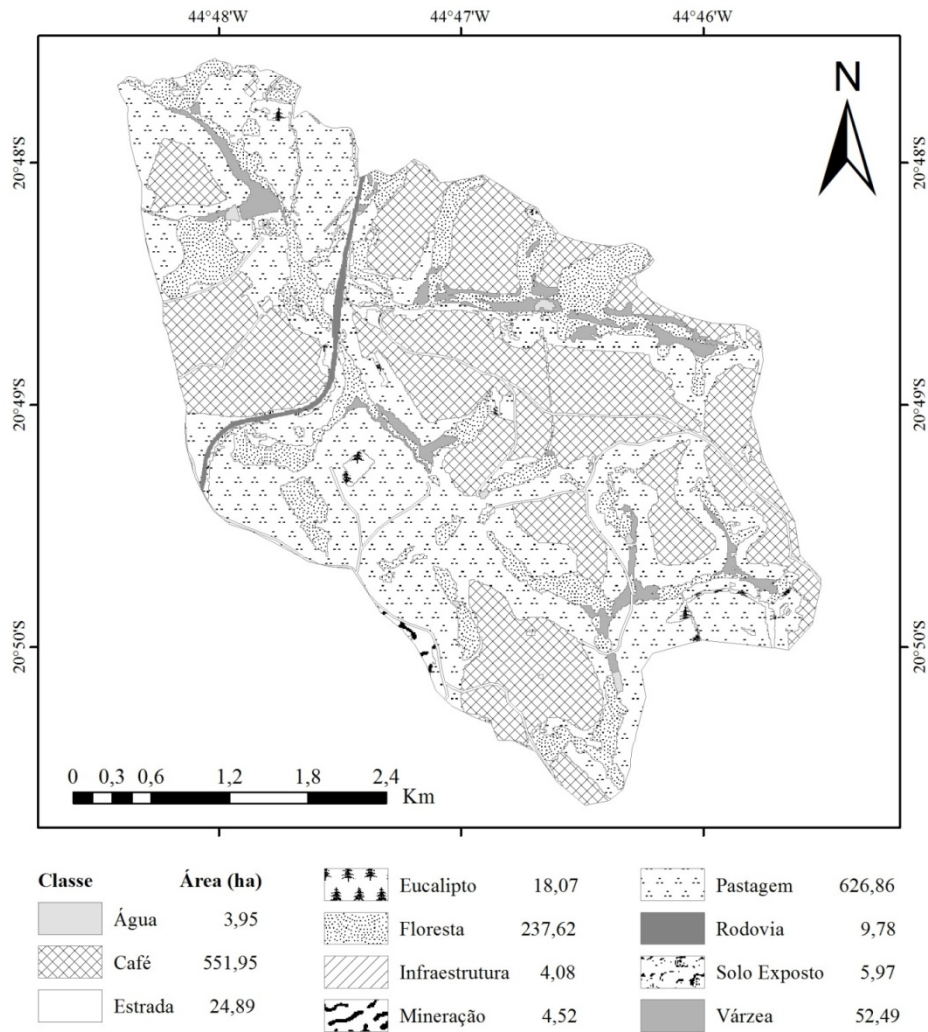 44°48'W 44°47'W 44°46'W
N
20°48'S 20°48'S
20°49'S 20°49'S
20°50'S 20°50'S
0 0,3 0,6 1,2 1,8 2,4
Km
Classe Área (ha)
Água 3,95
Café 551,95
Estrada 24,89
Eucalipto 18,07
Floresta 237,62
Infraestrutura 4,08
Mineração 4,52
Pastagem 626,86
Rodovia 9,78
Solo Exposto 5,97
Várzea 52,49